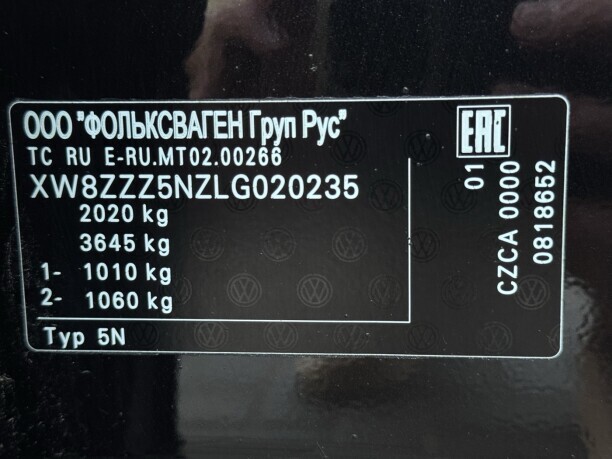 ООО "ФОЛЬКСВАГЕН Груп Рус"
TC RU E-RU.MT02.00266
XW8ZZZ5NZLG020235
2020 kg
3645 kg
1- 1010 kg
2- 1060 kg
Typ 5N
EAC
01
CZCA 0000
0818652